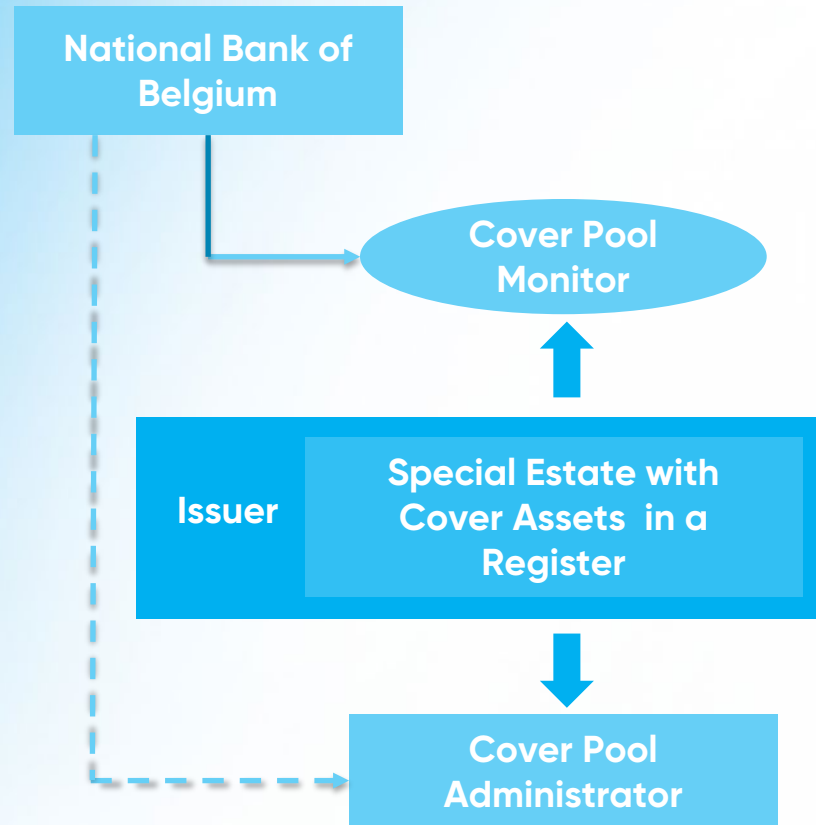 National Bank of
Belgium
Cover Pool
Monitor
Issuer
Special Estate with
Cover Assets in a
Register
Cover Pool
Administrator